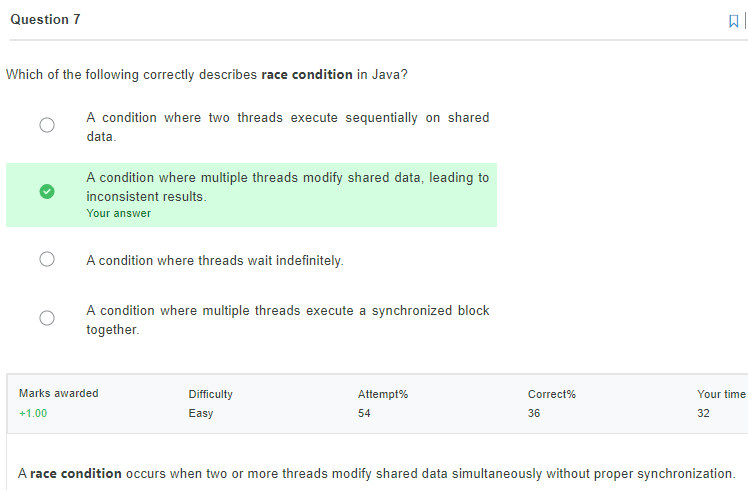 Question 7
Which of the following correctly describes race condition in Java?
A condition where two threads execute sequentially on shared
data.
A condition where multiple threads modify shared data, leading to
inconsistent results.
Your answer
A condition where threads wait indefinitely.
A condition where multiple threads execute a synchronized block
together.
Marks awarded Difficulty Attempt% Correct% Your time
+1.00 Easy 54 36 32
A race condition occurs when two or more threads modify shared data simultaneously without proper synchronization.